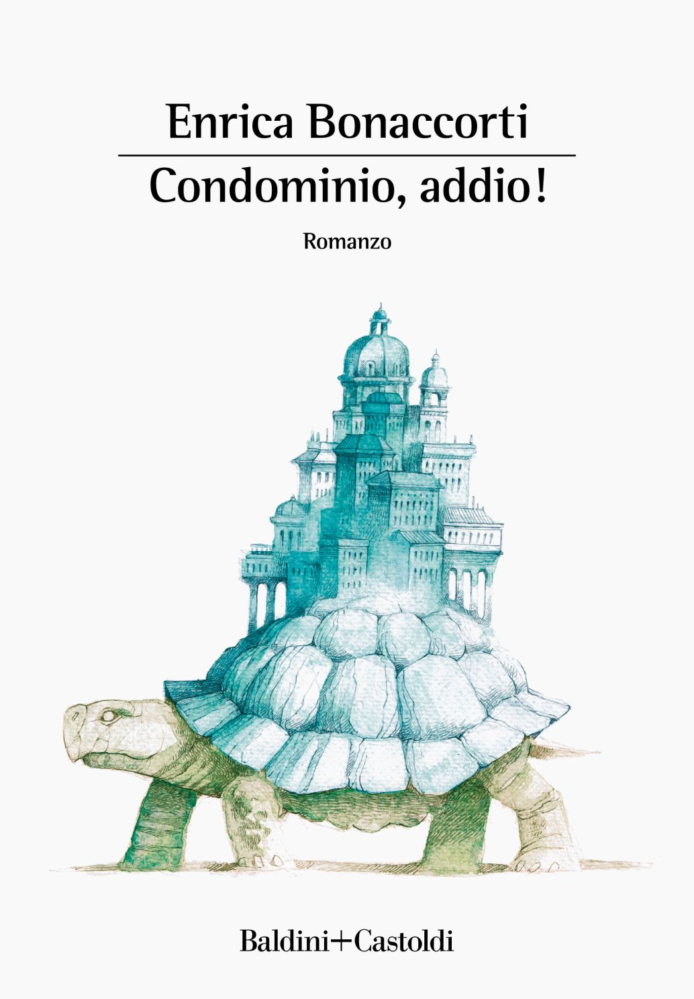 Enrica Bonaccorti
Condominio, addio!
Romanzo
Baldini+Castoldi